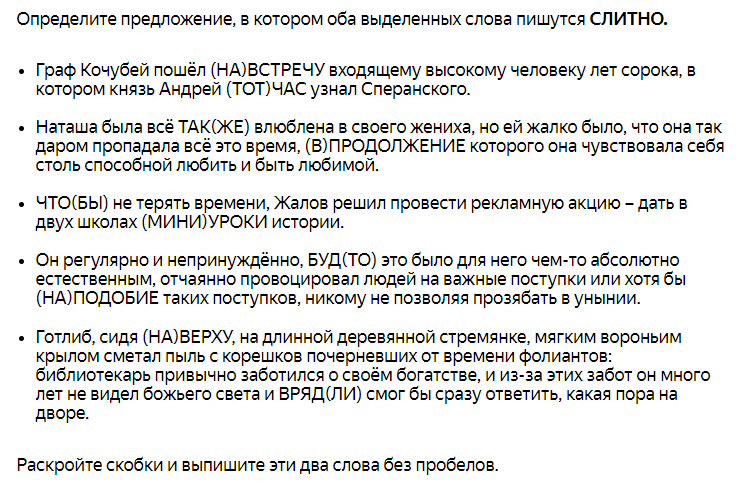 Определите предложение, в котором оба выделенных слова пишутся СЛИТНО.
• Граф Кочубей пошёл (НА)ВСТРЕЧУ входящему высокому человеку лет сорока, в
котором князь Андрей (ТОТ)ЧАС узнал Сперанского.
• Наташа была всё ТАК(ЖЕ) влюблена в своего жениха, но ей жалко было, что она так
даром пропадала всё это время, (В)ПРОДОЛЖЕНИЕ которого она чувствовала себя
столь способной любить и быть любимой.
• ЧТО(БЫ) не терять времени, Жалов решил провести рекламную акцию – дать в
двух школах (МИНИ)УРОКИ истории.
• Он регулярно и непринуждённо, БУД(ТО) это было для него чем-то абсолютно
естественным, отчаянно провоцировал людей на важные поступки или хотя бы
(НА)ПОДОБИЕ таких поступков, никому не позволяя прозябать в унынии.
• Готлиб, сидя (НА)ВЕРХУ, на длинной деревянной стремянке, мягким вороньим
крылом сметал пыль с корешков почерневших от времени фолиантов:
библиотекарь привычно заботился о своём богатстве, и из-за этих забот он много
лет не видел божьего света и ВРЯД(ЛИ) смог бы сразу ответить, какая пора на
дворе.
Раскройте скобки и выпишите эти два слова без пробелов.